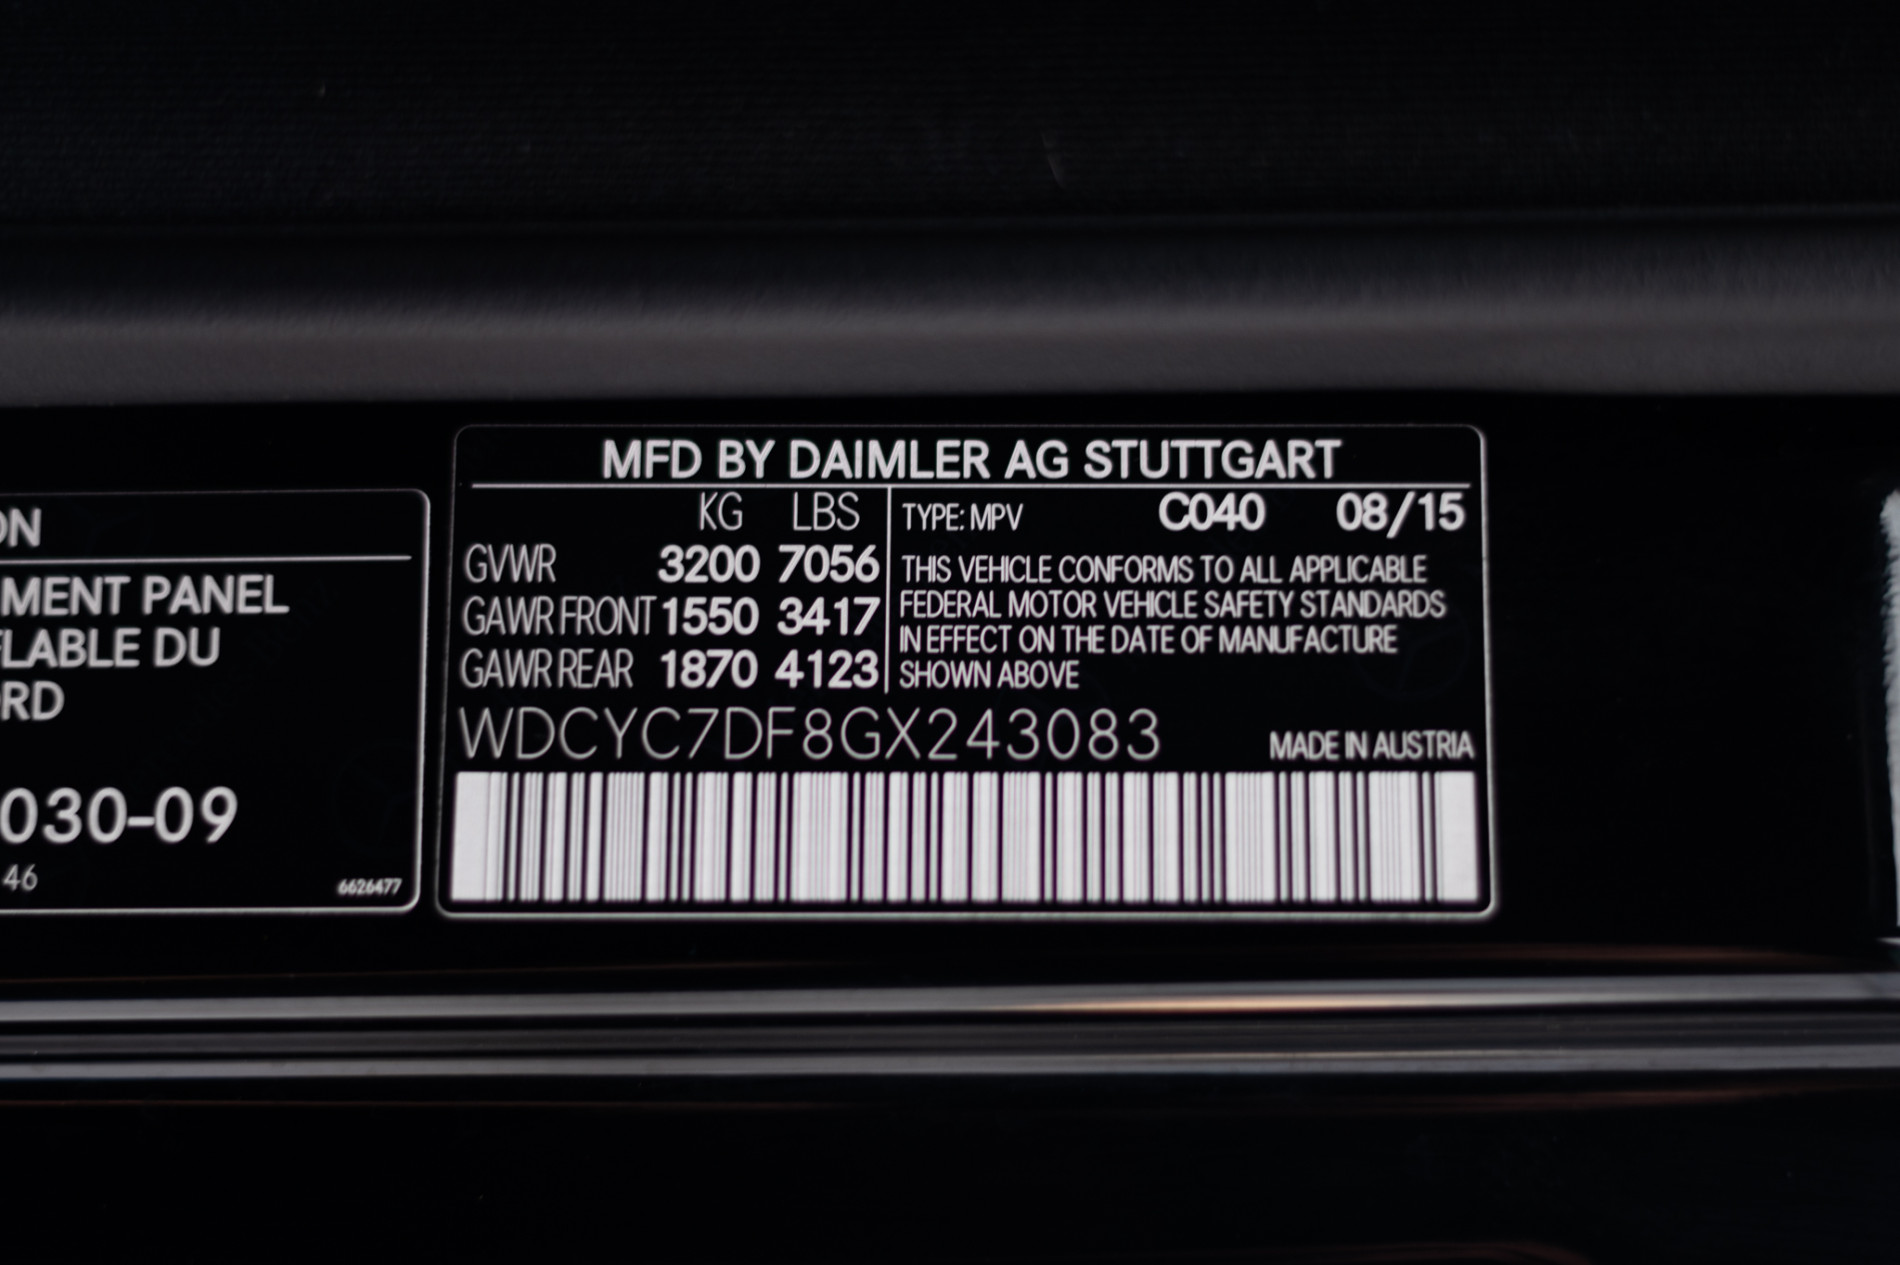 ON
MENT PANEL
FLABLE DU
RD
030-09
46
6626477
MFD BY DAIMLER AG STUTTGART
KG LBS
GVWR 3200 7056
GAWR FRONT 1550 3417
GAWR REAR 1870 4123
TYPE: MPV C040 08/15
THIS VEHICLE CONFORMS TO ALL APPLICABLE
FEDERAL MOTOR VEHICLE SAFETY STANDARDS
IN EFFECT ON THE DATE OF MANUFACTURE
SHOWN ABOVE
WDCYC7DF8GX243083
MADE IN AUSTRIA